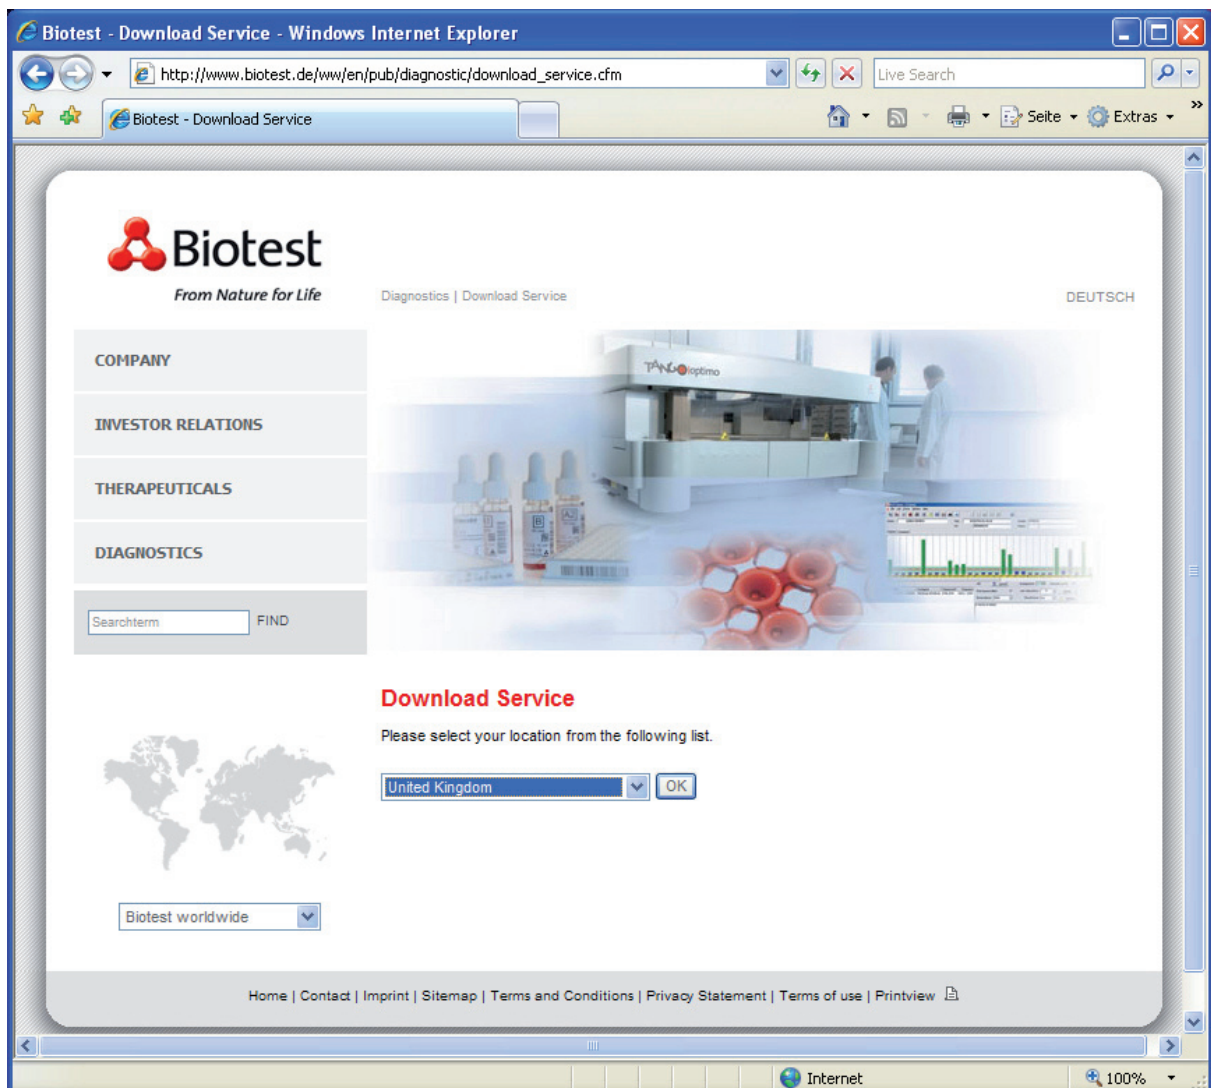 Biotest - Download Service - Windows Internet Explorer
http://www.biotest.de/ww/en/pub/diagnostic/download_service.cfm
Live Search
Biotest - Download Service
Seite
Extras
Biotest
From Nature for Life
Diagnostics | Download Service
DEUTSCH
COMPANY
INVESTOR RELATIONS
THERAPEUTICALS
DIAGNOSTICS
Searchterm
FIND
TANGO optimo
Download Service
Please select your location from the following list.
United Kingdom
OK
Biotest worldwide
Home | Contact | Imprint | Sitemap | Terms and Conditions | Privacy Statement | Terms of use | Printview
Internet
100%